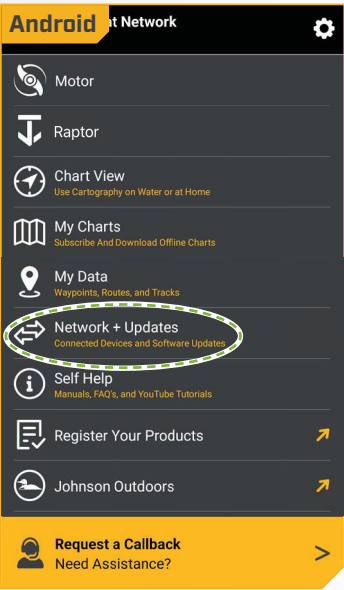 Android
at Network
Motor
Raptor
Chart View
Use Cartography on Water or at Home
My Charts
Subscribe And Download Offline Charts
My Data
Waypoints, Routes, and Tracks
Network + Updates
Connected Devices and Software Updates
Self Help
Manuals, FAQ's, and YouTube Tutorials
Register Your Products
Johnson Outdoors
Request a Callback
Need Assistance?